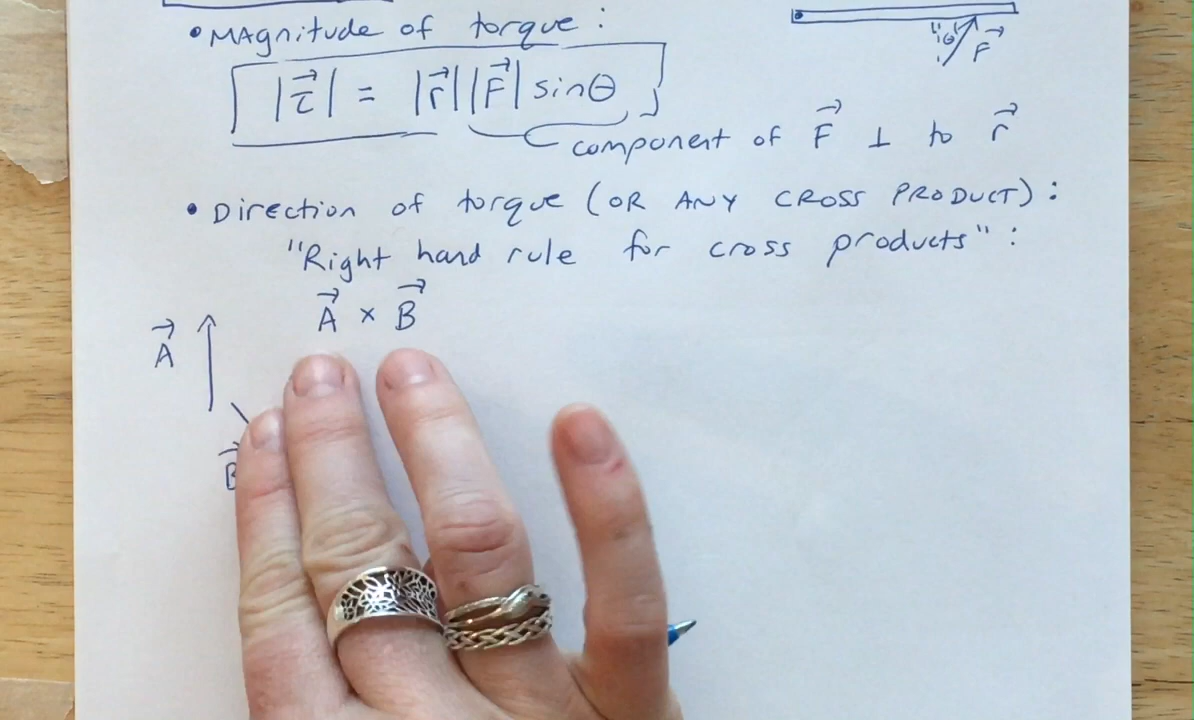 • MAgnitude of torque :
θ F⃗
|τ⃗| = |r⃗||F⃗| sinθ
component of F⃗ ⊥ to r⃗
• Direction of torque (OR ANY CROSS PRODUCT) :
"Right hand rule for cross products" :
A⃗ × B⃗
A⃗
B⃗